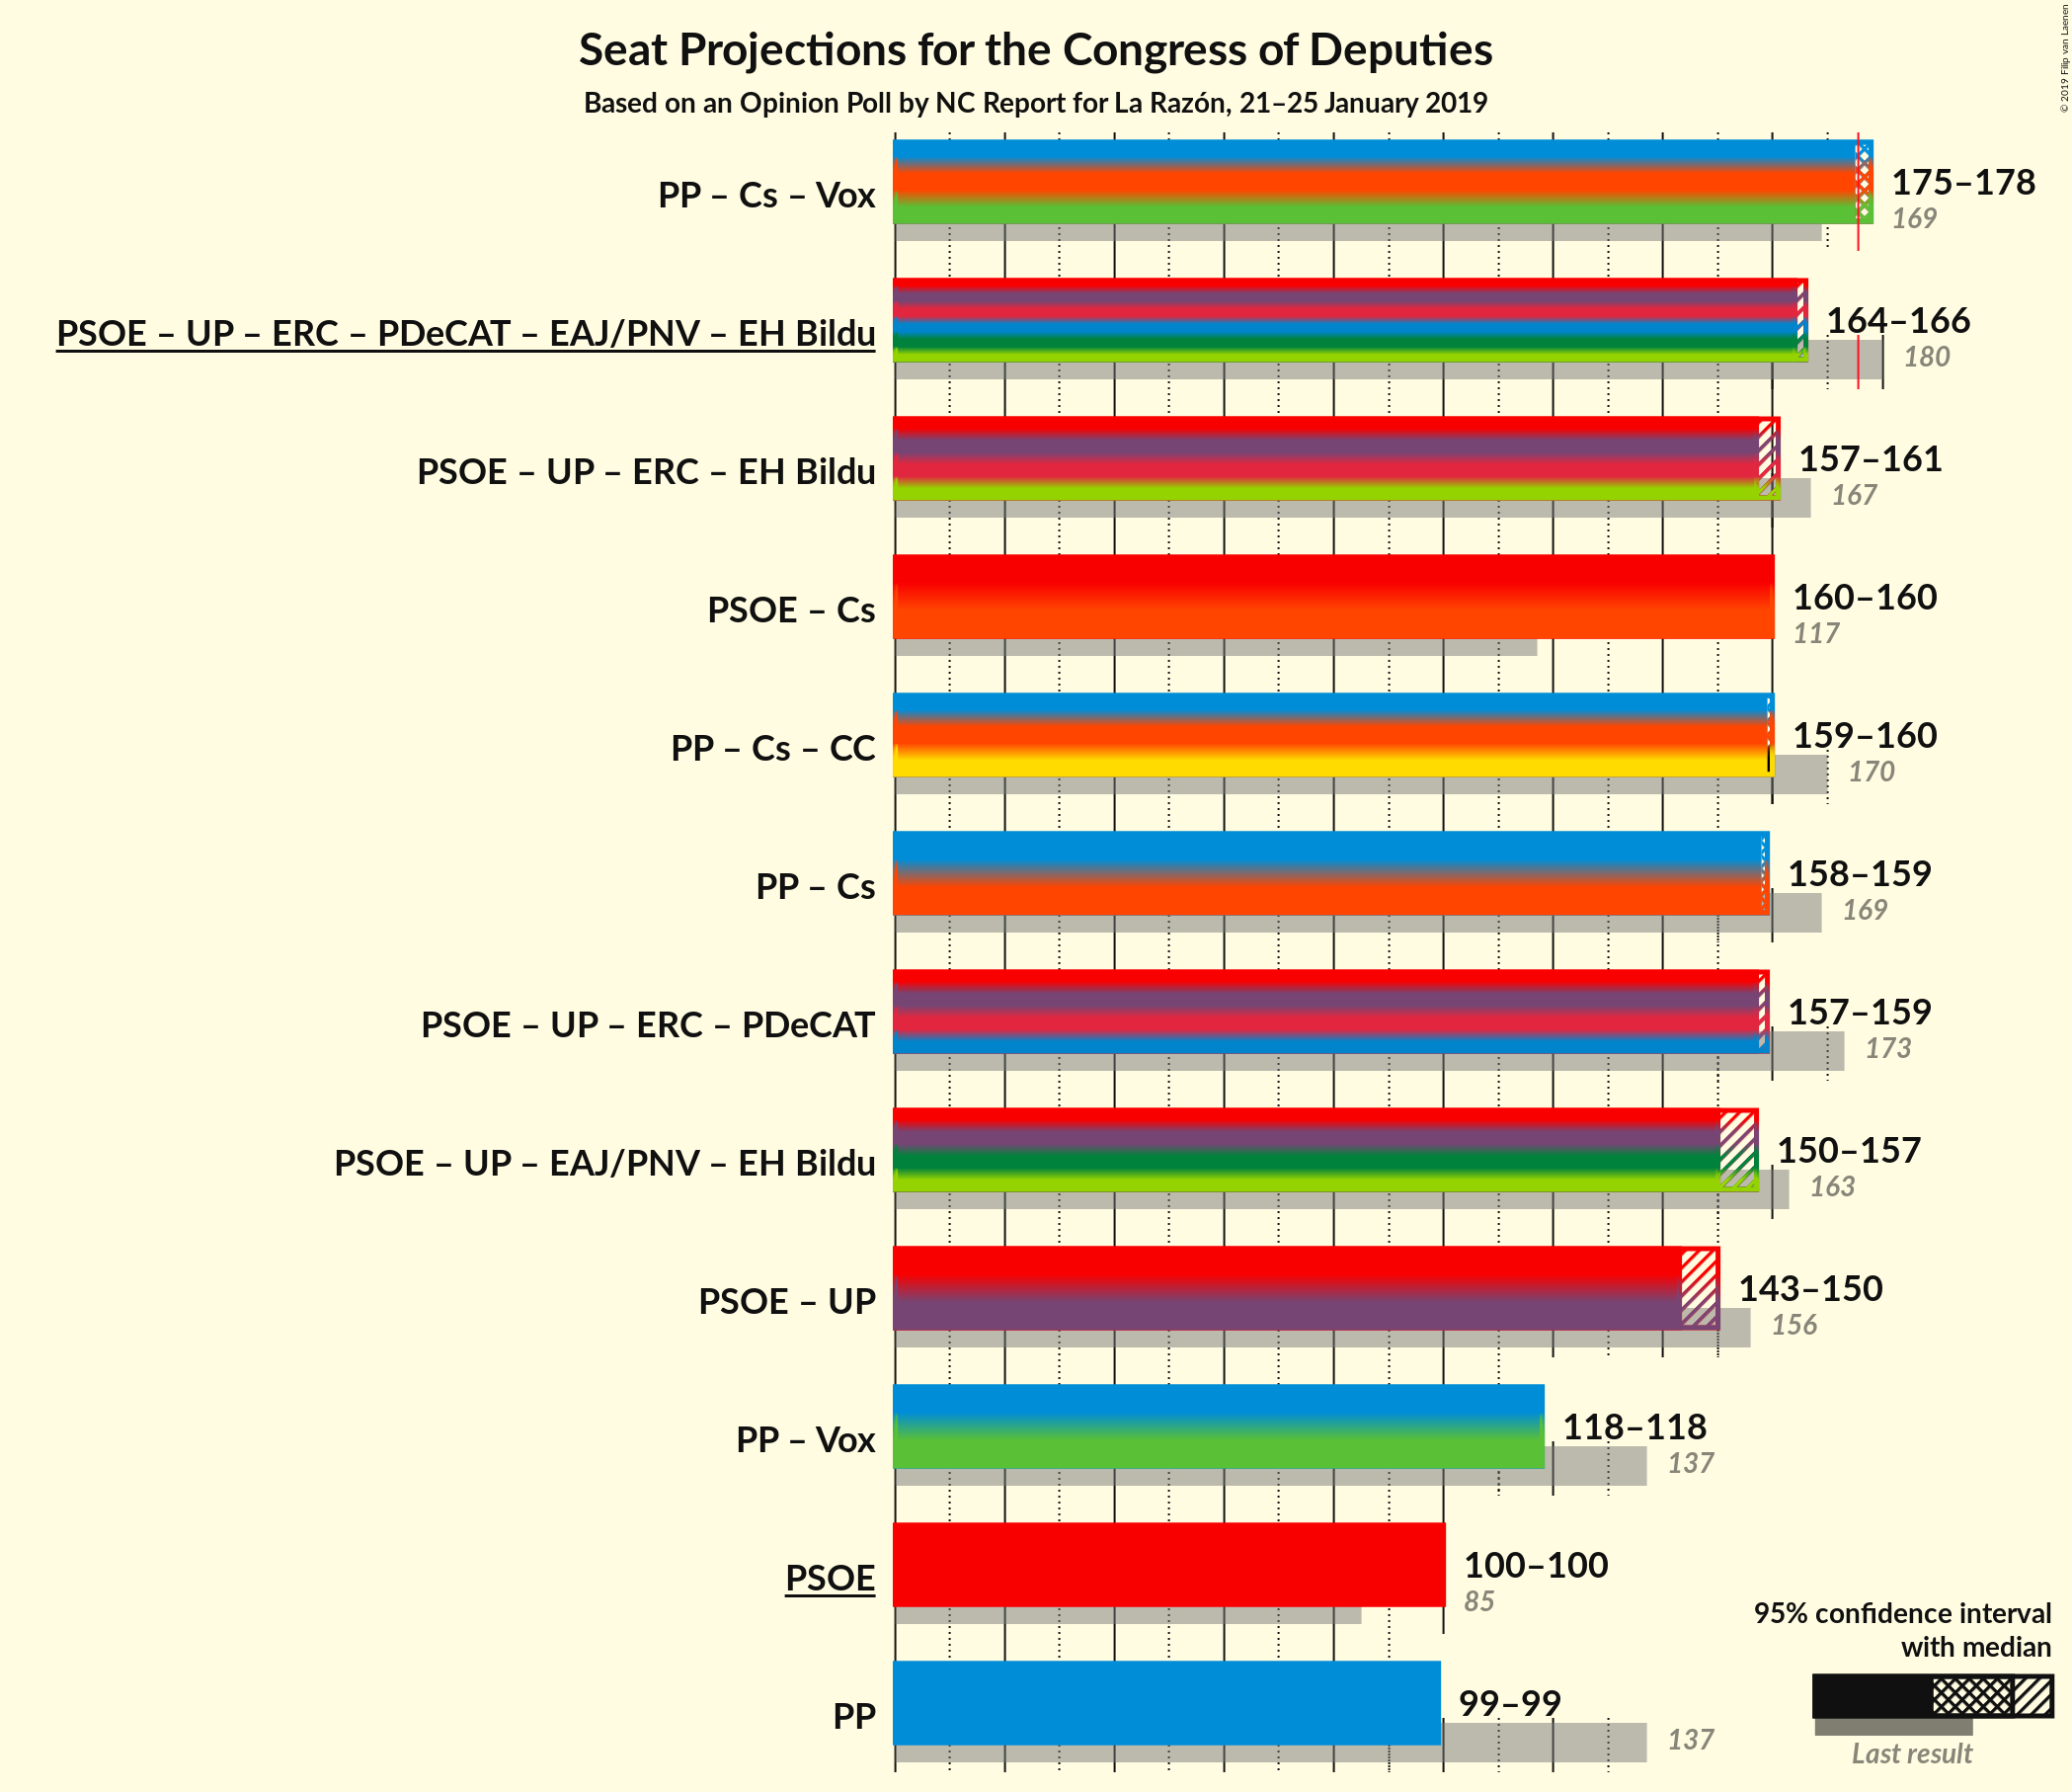 Seat Projections for the Congress of Deputies
Based on an Opinion Poll by NC Report for La Razón, 21–25 January 2019
© 2019 Filip van Laenen
PP – Cs – Vox
175–178
169
PSOE – UP – ERC – PDeCAT – EAJ/PNV – EH Bildu
164–166
180
PSOE – UP – ERC – EH Bildu
157–161
167
PSOE – Cs
160–160
117
PP – Cs – CC
159–160
170
PP – Cs
158–159
169
PSOE – UP – ERC – PDeCAT
157–159
173
PSOE – UP – EAJ/PNV – EH Bildu
150–157
163
PSOE – UP
143–150
156
PP – Vox
118–118
137
PSOE
100–100
85
PP
99–99
137
95% confidence interval
with median
Last result